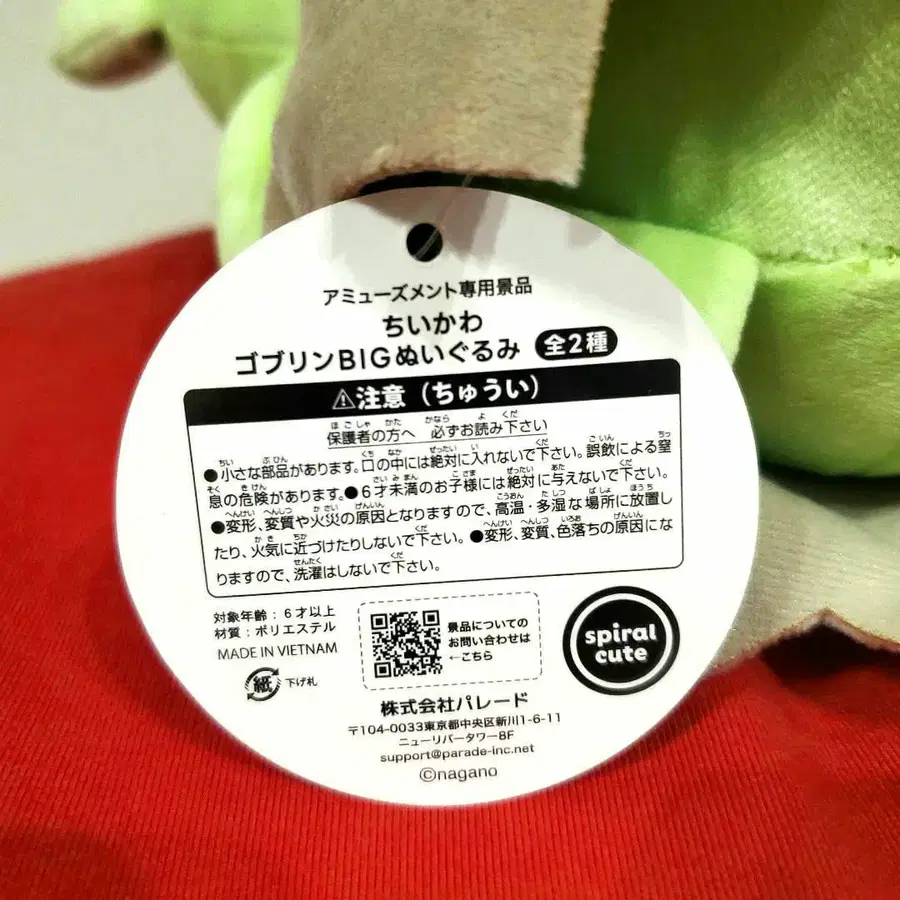 アミューズメント専用景品
ちいかわ
ゴブリンBIGぬいぐるみ 全2種
⚠注意（ちゅうい）
保護者の方へ 必ずお読み下さい
●小さな部品があります。口の中には絶対に入れないで下さい。誤飲による窒
息の危険があります。●6才未満のお子様には絶対に与えないで下さい。
●変形、変質や火災の原因となりますので、高温・多湿な場所に放置し
たり、火気に近づけたりしないで下さい。●変形、変質、色落ちの原因にな
りますので、洗濯はしないで下さい。
対象年齢：6才以上
材質：ポリエステル
MADE IN VIETNAM
紙 下げ札
景品についての
お問い合わせは
←こちら
spiral
cute
株式会社パレード
〒104-0033東京都中央区新川1-6-11
ニューリバータワー8F
support@parade-inc.net
©nagano